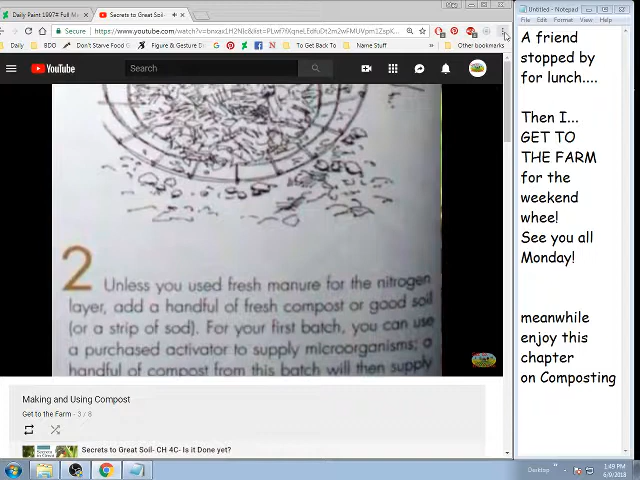 Daily Paint 1997# Full M
Secrets to Great Soil-
Untitled - Notepad
Secure
https://www.youtube.com/watch?v=
File Edit Format View Help
Daily
BDO
Don't Starve Food G
Figure & Gesture D
To Get Back To
Name Stuff
Other bookmarks
YouTube
Search
A friend
stopped by
for lunch....
Then I...
GET TO
THE FARM
for the
weekend
whee!
See you all
Monday!
meanwhile
enjoy this
chapter
on Composting
2 Unless you used fresh manure for the nitrogen
layer, add a handful of fresh compost or good soil
(or a strip of sod). For your first batch, you can use
a purchased activator to supply microorganisms; a
handful of compost from this batch will then supply
Making and Using Compost
Get to the Farm - 3 / 8
Secrets to Great Soil- CH 4C- Is it Done yet?
Desktop
1:49 PM
6/9/2018